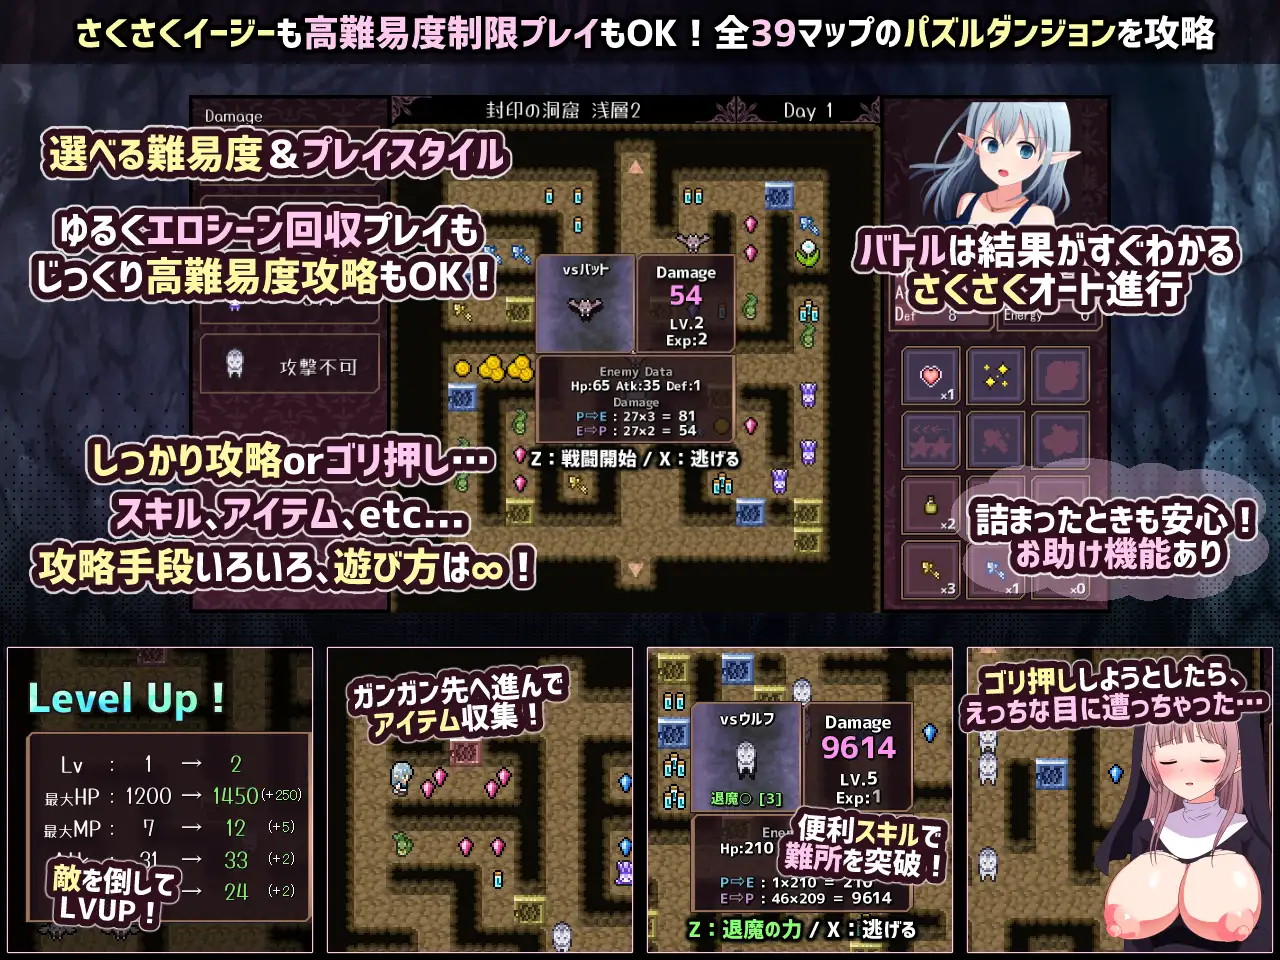 さくさくイージーも高難易度制限プレイもOK！全39マップのパズルダンジョンを攻略
Damage
封印の洞窟 浅層2
Day 1
選べる難易度＆プレイスタイル
ゆるくエロシーン回収プレイも
じっくり高難易度攻略もOK！
攻撃不可
しっかり攻略orゴリ押し…
スキル、アイテム、etc...
攻略手段いろいろ、遊び方は∞！
vsバット
Damage
54
LV.2
Exp:2
Enemy Data
Hp:65 Atk:35 Def:1
Damage
P⇨E：27×3 = 81
E⇨P：27×2 = 54
Z：戦闘開始 / X：逃げる
バトルは結果がすぐわかる
さくさくオート進行
Def 8
Energy 0
×1
×2
×3
×1
×0
詰まったときも安心！
お助け機能あり
Level Up！
Lv : 1 → 2
最大HP : 1200 → 1450(+250)
最大MP : 7 → 12 (+5)
31 → 33 (+2)
→ 24 (+2)
敵を倒して
LVUP！
ガンガン先へ進んで
アイテム収集！
vsウルフ
退魔○ [3]
Damage
9614
LV.5
Exp:1
Hp:210
P⇨E：1×210 = 210
E⇨P：46×209 = 9614
便利スキルで
難所を突破！
Z：退魔の力 / X：逃げる
ゴリ押ししようとしたら、
えっちな目に遭っちゃった…